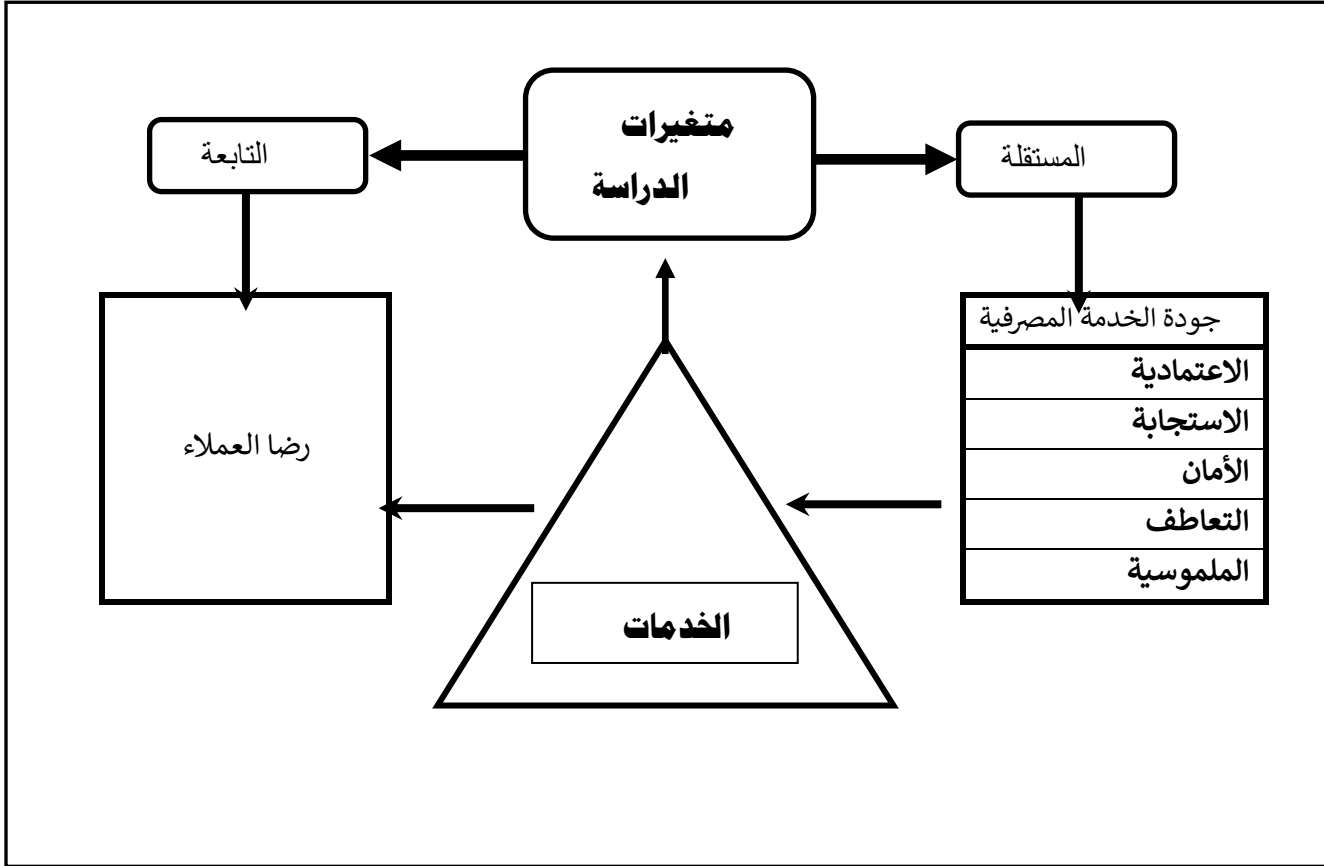 متغيرات
الدراسة
المستقلة
التابعة
جودة الخدمة المصرفية
الاعتمادية
الاستجابة
الأمان
التعاطف
الملموسية
رضا العملاء
الخدمات